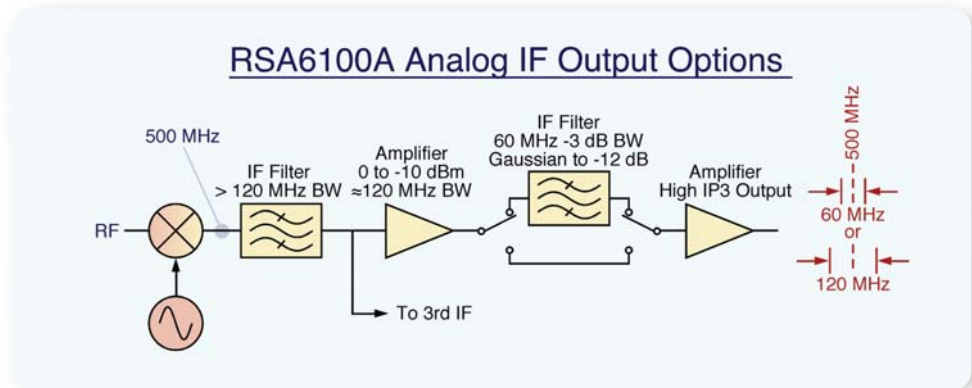 RSA6100A Analog IF Output Options
500 MHz
IF Filter
> 120 MHz BW
Amplifier
0 to -10 dBm
≈120 MHz BW
IF Filter
60 MHz -3 dB BW
Gaussian to -12 dB
Amplifier
High IP3 Output
500 MHz
60 MHz
or
120 MHz
RF
To 3rd IF